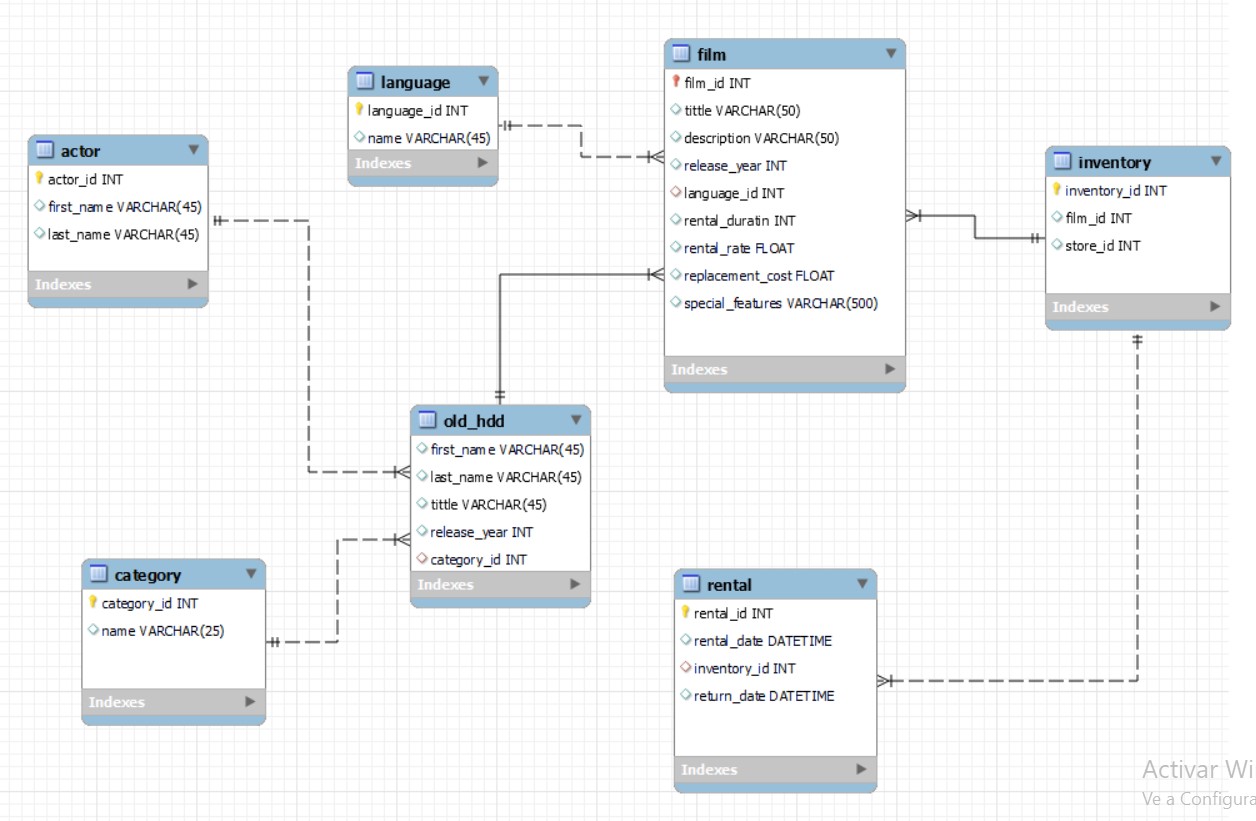 actor
actor_id INT
first_name VARCHAR(45)
last_name VARCHAR(45)
Indexes
language
language_id INT
name VARCHAR(45)
Indexes
film
film_id INT
tittle VARCHAR(50)
description VARCHAR(50)
release_year INT
language_id INT
rental_duratin INT
rental_rate FLOAT
replacement_cost FLOAT
special_features VARCHAR(500)
Indexes
inventory
inventory_id INT
film_id INT
store_id INT
Indexes
old_hdd
first_name VARCHAR(45)
last_name VARCHAR(45)
tittle VARCHAR(45)
release_year INT
category_id INT
Indexes
category
category_id INT
name VARCHAR(25)
Indexes
rental
rental_id INT
rental_date DATETIME
inventory_id INT
return_date DATETIME
Indexes
Activar Wi
Ve a Configura